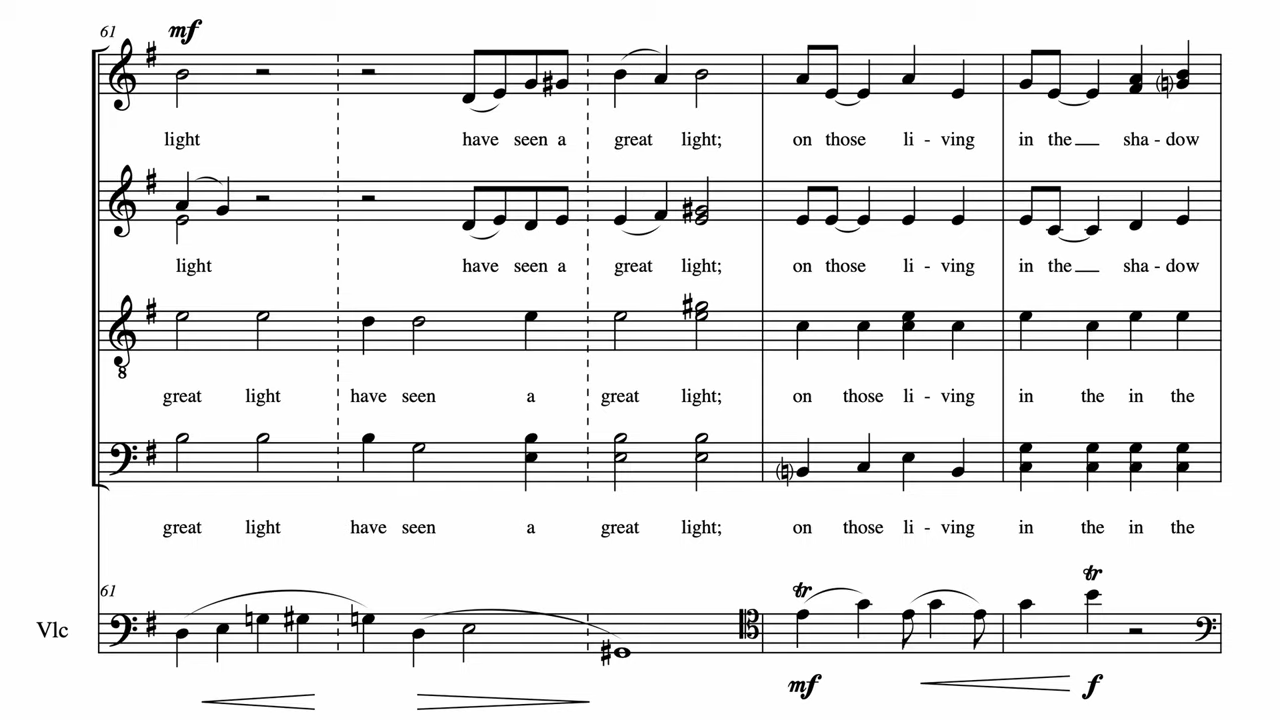 61
mf
light have seen a great light; on those li - ving in the sha - dow
light have seen a great light; on those li - ving in the sha - dow
8
great light have seen a great light; on those li - ving in the in the
great light have seen a great light; on those li - ving in the in the
61
tr tr
Vlc
mf f